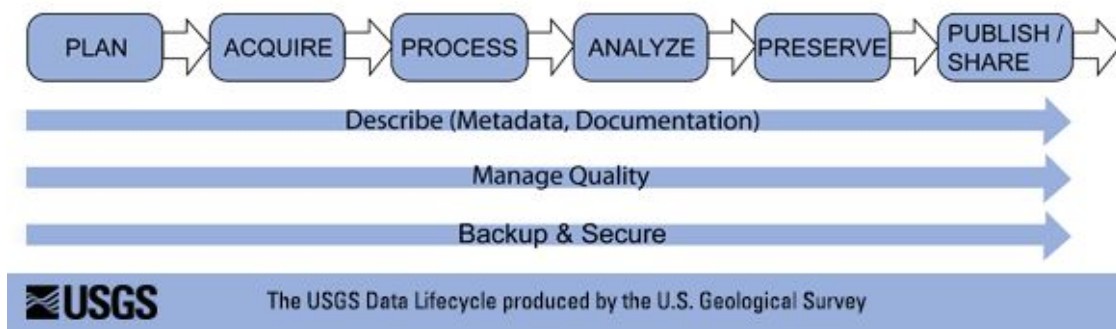 PLAN
ACQUIRE
PROCESS
ANALYZE
PRESERVE
PUBLISH /
SHARE
Describe (Metadata, Documentation)
Manage Quality
Backup & Secure
USGS
The USGS Data Lifecycle produced by the U.S. Geological Survey